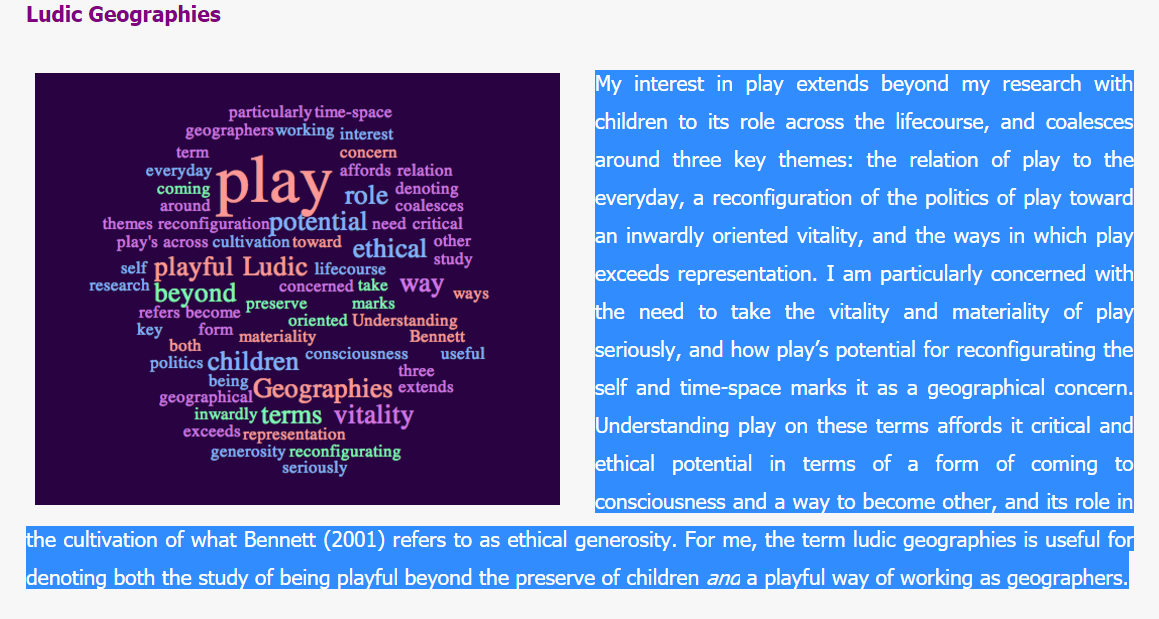 Ludic Geographies
particularly time-space
geographers working interest
term concern
everyday play affords relation
coming role denoting
around coalesces
themes reconfiguration potential need critical
play's across cultivation toward ethical other
self playful Ludic lifecourse study
research beyond concerned take way ways
refers become preserve marks
key form oriented Understanding
both materiality Bennett
politics children consciousness useful
being three
geographical Geographies extends
inwardly terms vitality
exceeds representation
generosity reconfigurating
seriously
My interest in play extends beyond my research with
children to its role across the lifecourse, and coalesces
around three key themes: the relation of play to the
everyday, a reconfiguration of the politics of play toward
an inwardly oriented vitality, and the ways in which play
exceeds representation. I am particularly concerned with
the need to take the vitality and materiality of play
seriously, and how play’s potential for reconfigurating the
self and time-space marks it as a geographical concern.
Understanding play on these terms affords it critical and
ethical potential in terms of a form of coming to
consciousness and a way to become other, and its role in
the cultivation of what Bennett (2001) refers to as ethical generosity. For me, the term ludic geographies is useful for
denoting both the study of being playful beyond the preserve of children and a playful way of working as geographers.